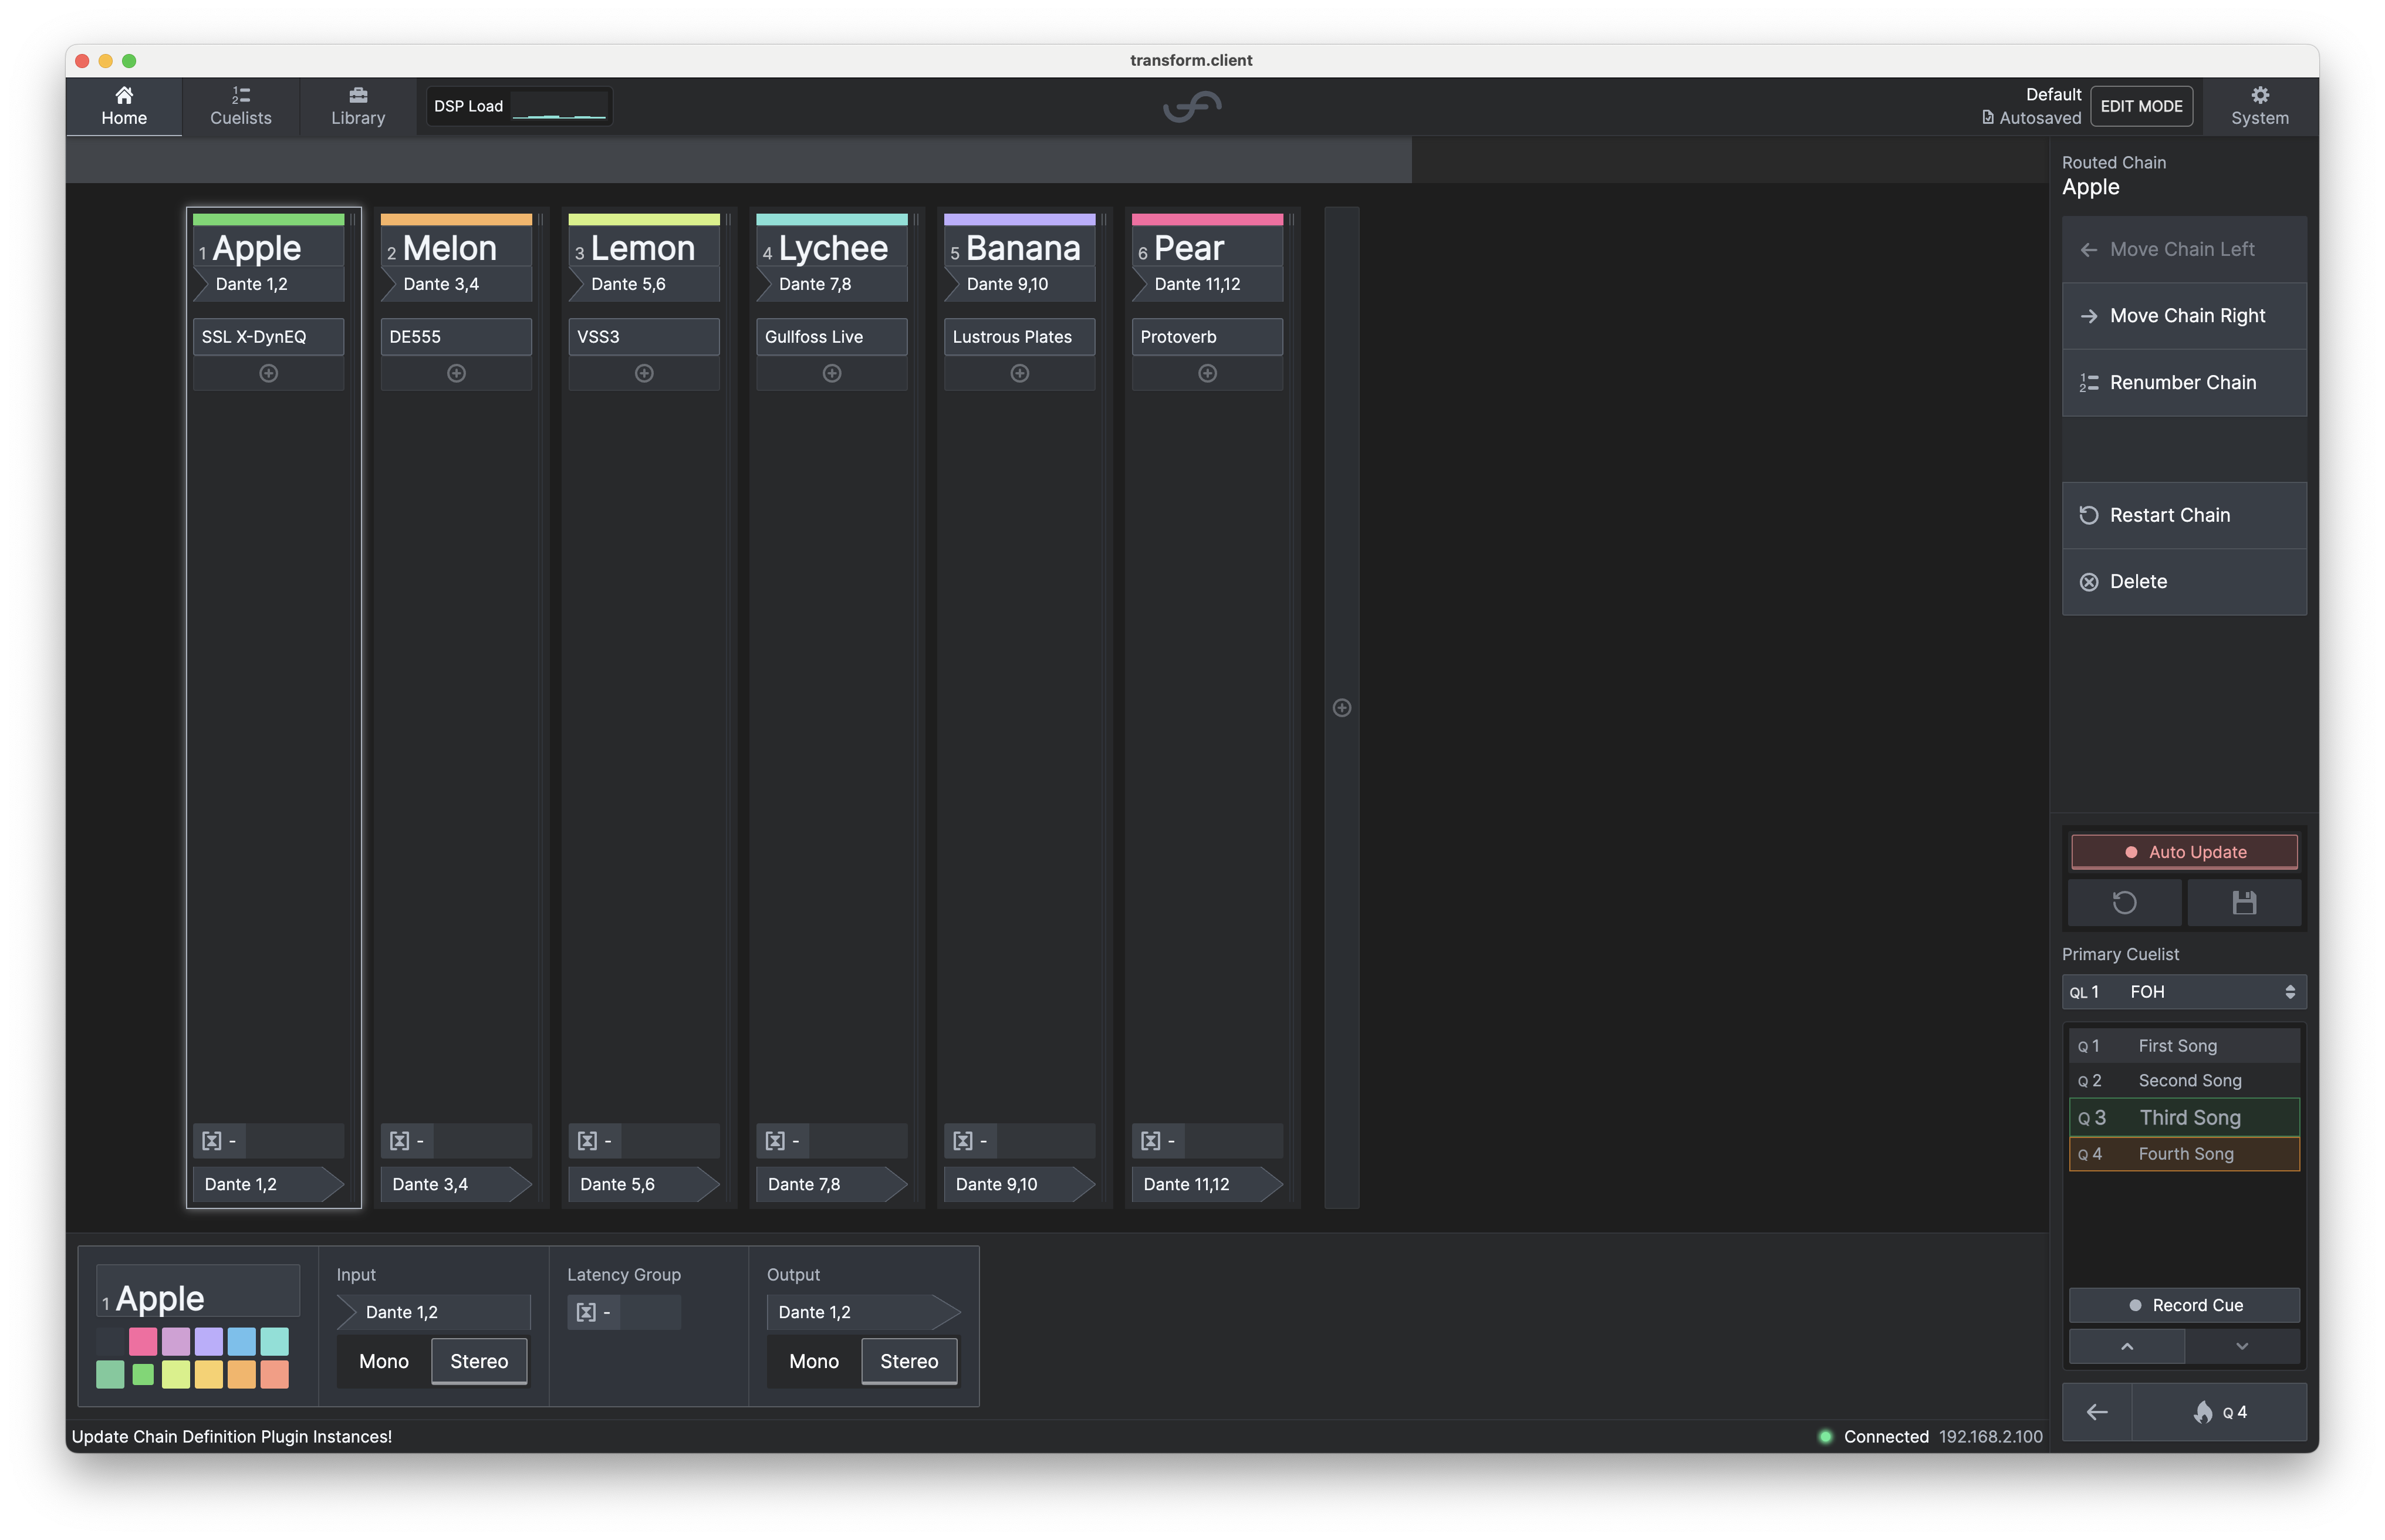 transform.client
Home
Cuelists
Library
DSP Load
Default
Autosaved
EDIT MODE
System
1 Apple
Dante 1,2
SSL X-DynEQ
-
Dante 1,2
2 Melon
Dante 3,4
DE555
-
Dante 3,4
3 Lemon
Dante 5,6
VSS3
-
Dante 5,6
4 Lychee
Dante 7,8
Gullfoss Live
-
Dante 7,8
5 Banana
Dante 9,10
Lustrous Plates
-
Dante 9,10
6 Pear
Dante 11,12
Protoverb
-
Dante 11,12
Routed Chain
Apple
Move Chain Left
Move Chain Right
Renumber Chain
Restart Chain
Delete
Auto Update
Primary Cuelist
QL 1 FOH
Q 1 First Song
Q 2 Second Song
Q 3 Third Song
Q 4 Fourth Song
Record Cue
Q 4
1 Apple
Input
Dante 1,2
Mono Stereo
Latency Group
-
Output
Dante 1,2
Mono Stereo
Update Chain Definition Plugin Instances!
Connected 192.168.2.100